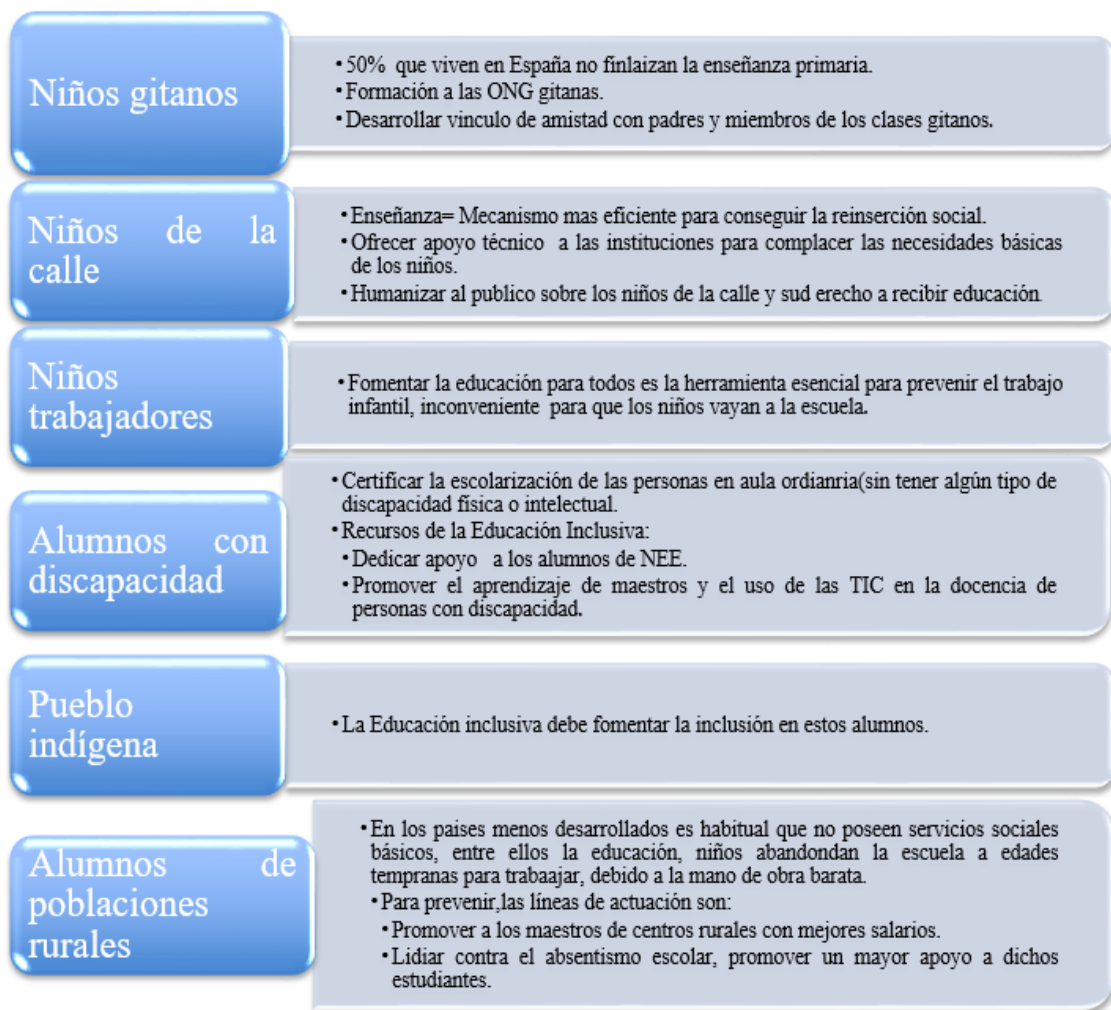 Niños gitanos
•50% que viven en España no finlaizan la enseñanza primaria.
•Formación a las ONG gitanas.
•Desarrollar vinculo de amistad con padres y miembros de los clases gitanos.
Niños de la
calle
•Enseñanza= Mecanismo mas eficiente para conseguir la reinserción social.
•Ofrecer apoyo técnico a las instituciones para complacer las necesidades básicas
de los niños.
•Humanizar al publico sobre los niños de la calle y sud erecho a recibir educación.
Niños
trabajadores
•Fomentar la educación para todos es la herramienta esencial para prevenir el trabajo
infantil, inconveniente para que los niños vayan a la escuela.
Alumnos con
discapacidad
•Certificar la escolarización de las personas en aula ordianria(sin tener algún tipo de
discapacidad física o intelectual.
•Recursos de la Educación Inclusiva:
•Dedicar apoyo a los alumnos de NEE.
•Promover el aprendizaje de maestros y el uso de las TIC en la docencia de
personas con discapacidad.
Pueblo
indígena
•La Educación inclusiva debe fomentar la inclusión en estos alumnos.
Alumnos de
poblaciones
rurales
•En los paises menos desarrollados es habitual que no poseen servicios sociales
básicos, entre ellos la educación, niños abandondan la escuela a edades
tempranas para trabaajar, debido a la mano de obra barata.
•Para prevenir,las líneas de actuación son:
•Promover a los maestros de centros rurales con mejores salarios.
•Lidiar contra el absentismo escolar, promover un mayor apoyo a dichos
estudiantes.